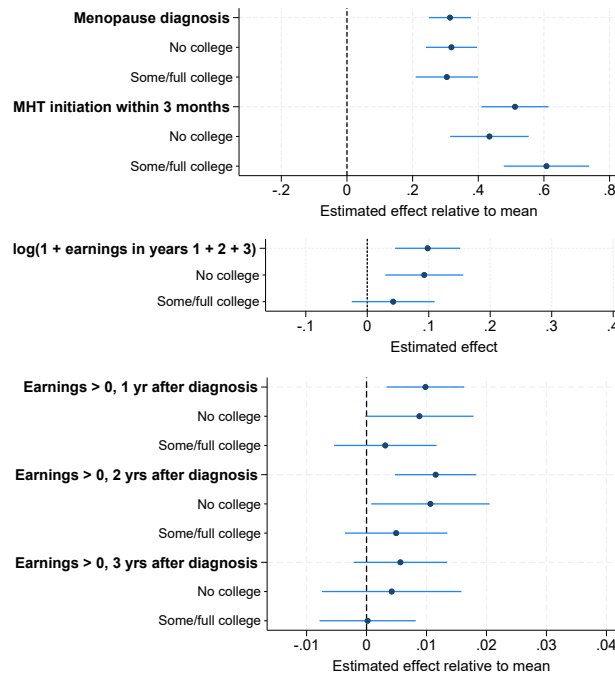 Menopause diagnosis
No college
Some/full college
MHT initiation within 3 months
No college
Some/full college
-.2 0 .2 .4 .6 .8
Estimated effect relative to mean
log(1 + earnings in years 1 + 2 + 3)
No college
Some/full college
-.1 0 .1 .2 .3 .4
Estimated effect
Earnings > 0, 1 yr after diagnosis
No college
Some/full college
Earnings > 0, 2 yrs after diagnosis
No college
Some/full college
Earnings > 0, 3 yrs after diagnosis
No college
Some/full college
-.01 0 .01 .02 .03 .04
Estimated effect relative to mean